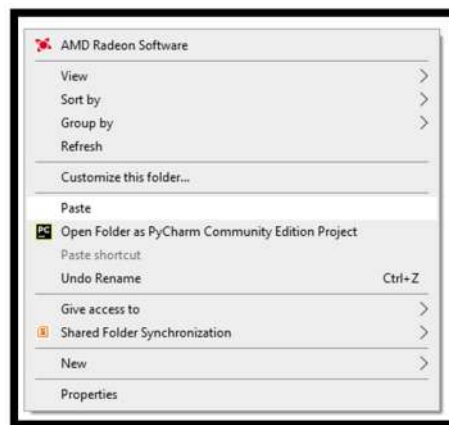 AMD Radeon Software
View
Sort by
Group by
Refresh
Customize this folder...
Paste
PC Open Folder as PyCharm Community Edition Project
Paste shortcut
Undo Rename Ctrl+Z
Give access to
Shared Folder Synchronization
New
Properties